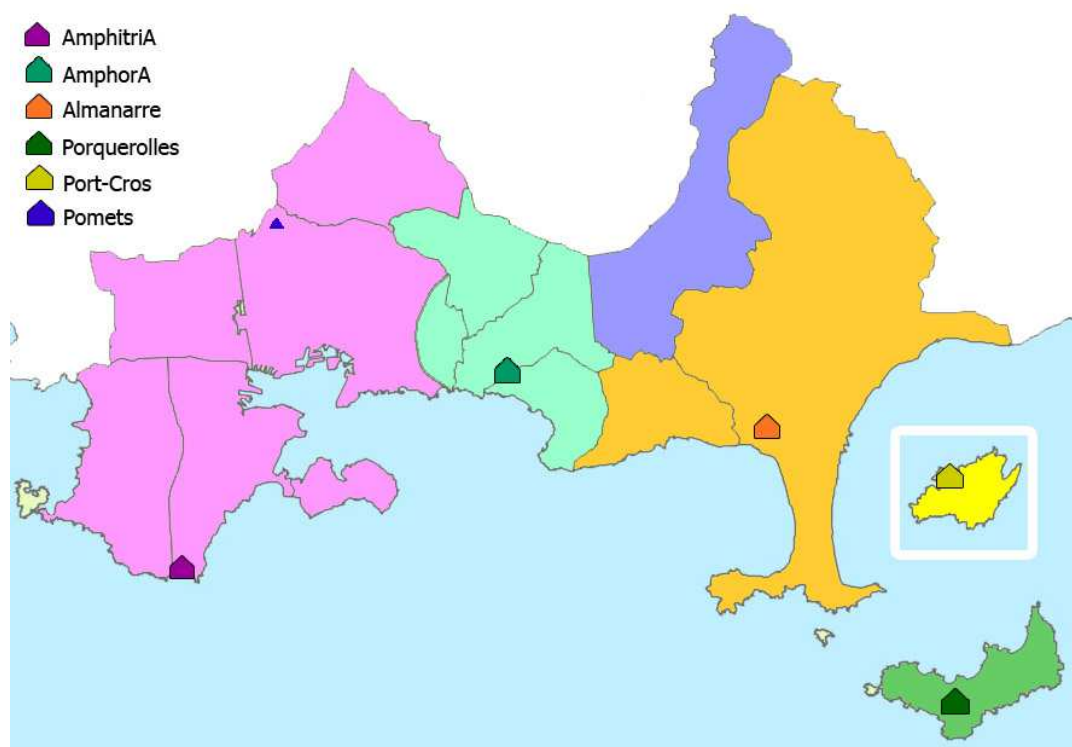 AmphitriA
AmphorA
Almanarre
Porquerolles
Port-Cros
Pomets